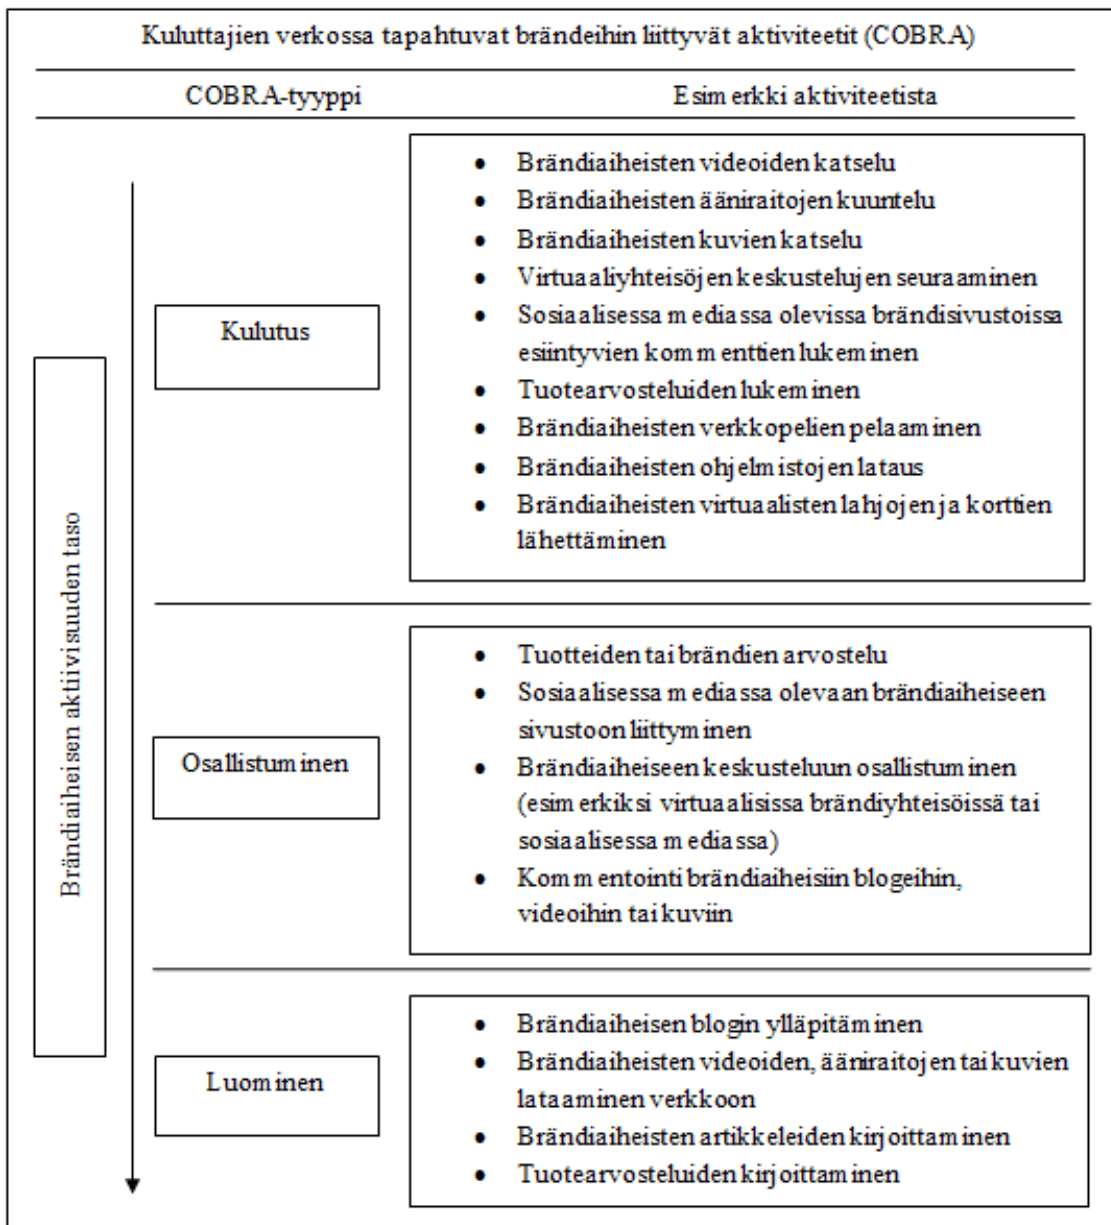 Kuluttajien verkossa tapahtuvat brändeihin liittyvät aktiviteetit (COBRA)
COBRA-tyyppi
Esimerkki aktiviteetista
Brändiaiheisen aktiivisuuden taso
Kulutus
• Brändiaiheisten videoiden katselu
• Brändiaiheisten ääniraitojen kuuntelu
• Brändiaiheisten kuvien katselu
• Virtuaaliyhteisöjen keskustelujen seuraaminen
• Sosiaalisessa mediassa olevissa brändisivustoissa
esiintyvien kommenttien lukeminen
• Tuotearvosteluiden lukeminen
• Brändiaiheisten verkkopelien pelaaminen
• Brändiaiheisten ohjelmistojen lataus
• Brändiaiheisten virtuaalisten lahjojen ja korttien
lähettäminen
Osallistuminen
• Tuotteiden tai brändien arvostelu
• Sosiaalisessa mediassa olevaan brändiaiheiseen
sivustoon liittyminen
• Brändiaiheiseen keskusteluun osallistuminen
(esimerkiksi virtuaalisissa brändiyhteisöissä tai
sosiaalisessa mediassa)
• Kommentointi brändiaiheisiin blogeihin,
videoihin tai kuviin
Luominen
• Brändiaiheisen blogin ylläpitäminen
• Brändiaiheisten videoiden, ääniraitojen tai kuvien
lataaminen verkkoon
• Brändiaiheisten artikkeleiden kirjoittaminen
• Tuotearvosteluiden kirjoittaminen